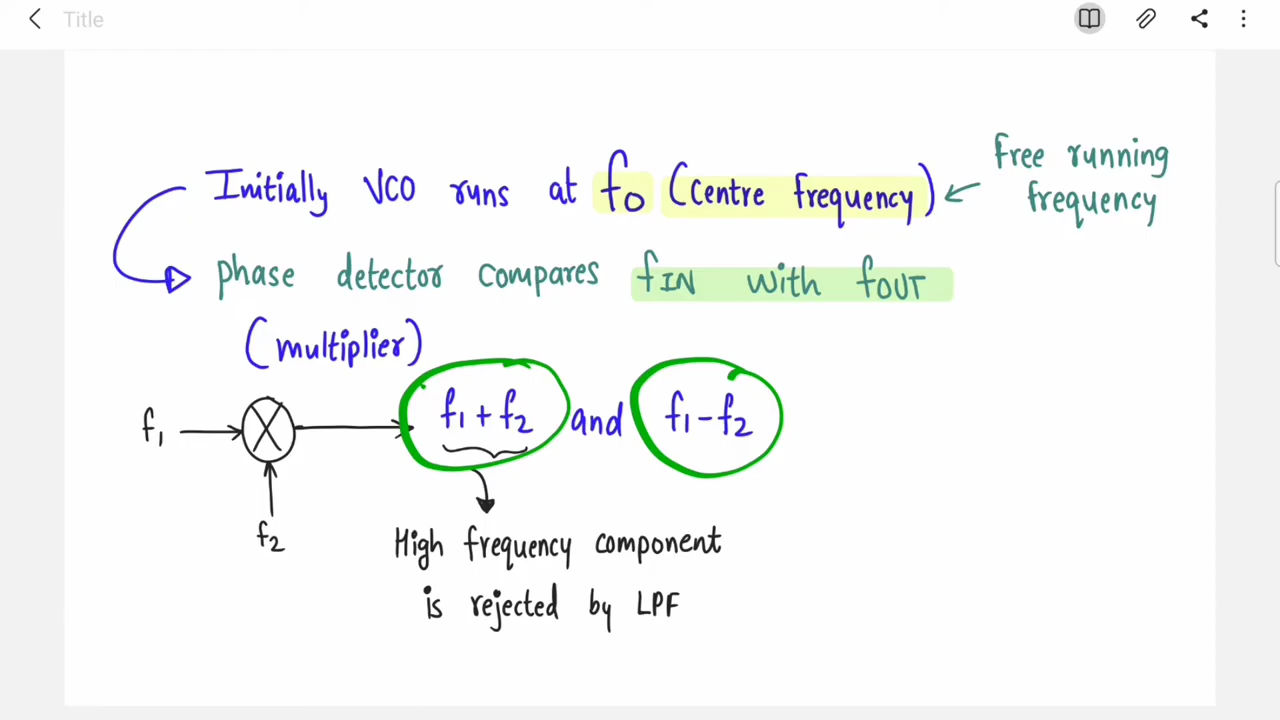 Title
Free running
frequency
Initially VCO runs at fO (Centre frequency)
phase detector compares fIN with fOUT
(multiplier)
f1
f1 + f2 and f1 - f2
f2
High frequency component
is rejected by LPF